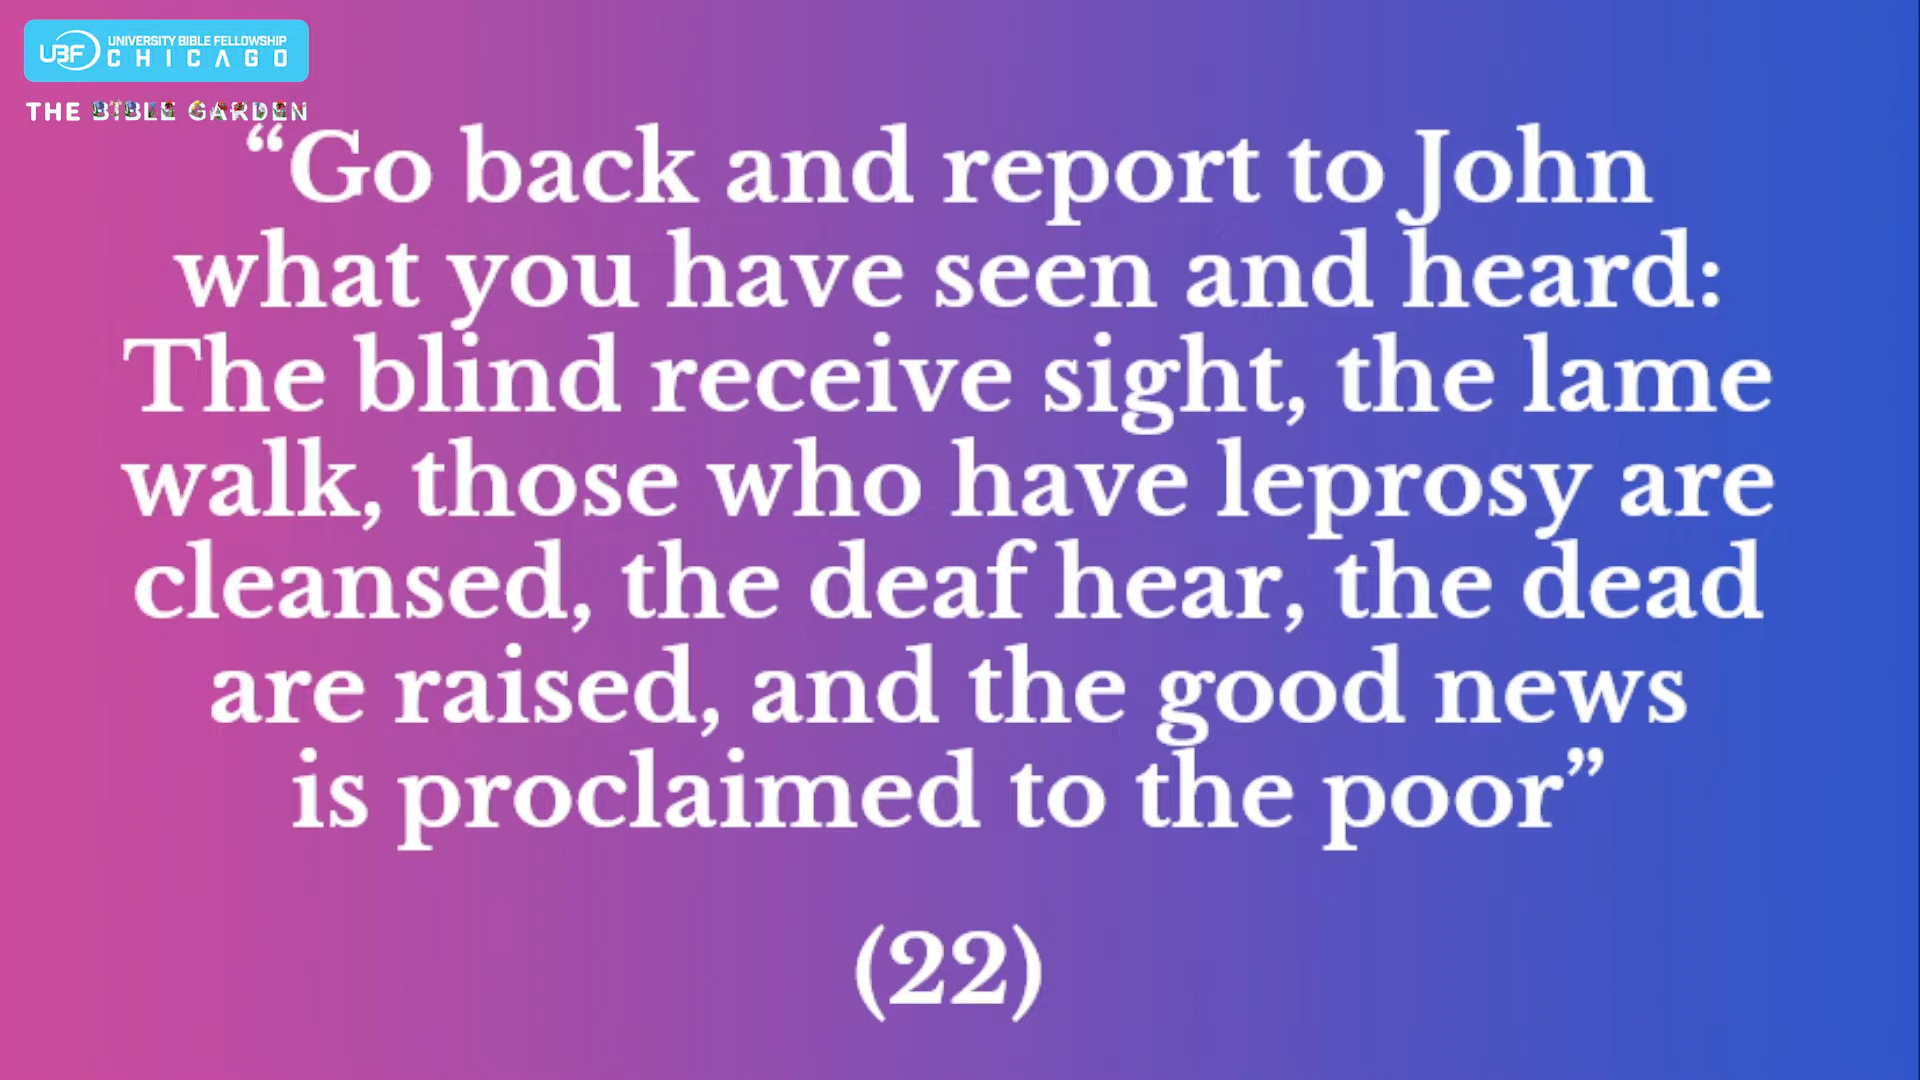 UBF UNIVERSITY BIBLE FELLOWSHIP
CHICAGO
THE BIBLE GARDEN
“Go back and report to John
what you have seen and heard:
The blind receive sight, the lame
walk, those who have leprosy are
cleansed, the deaf hear, the dead
are raised, and the good news
is proclaimed to the poor”
(22)